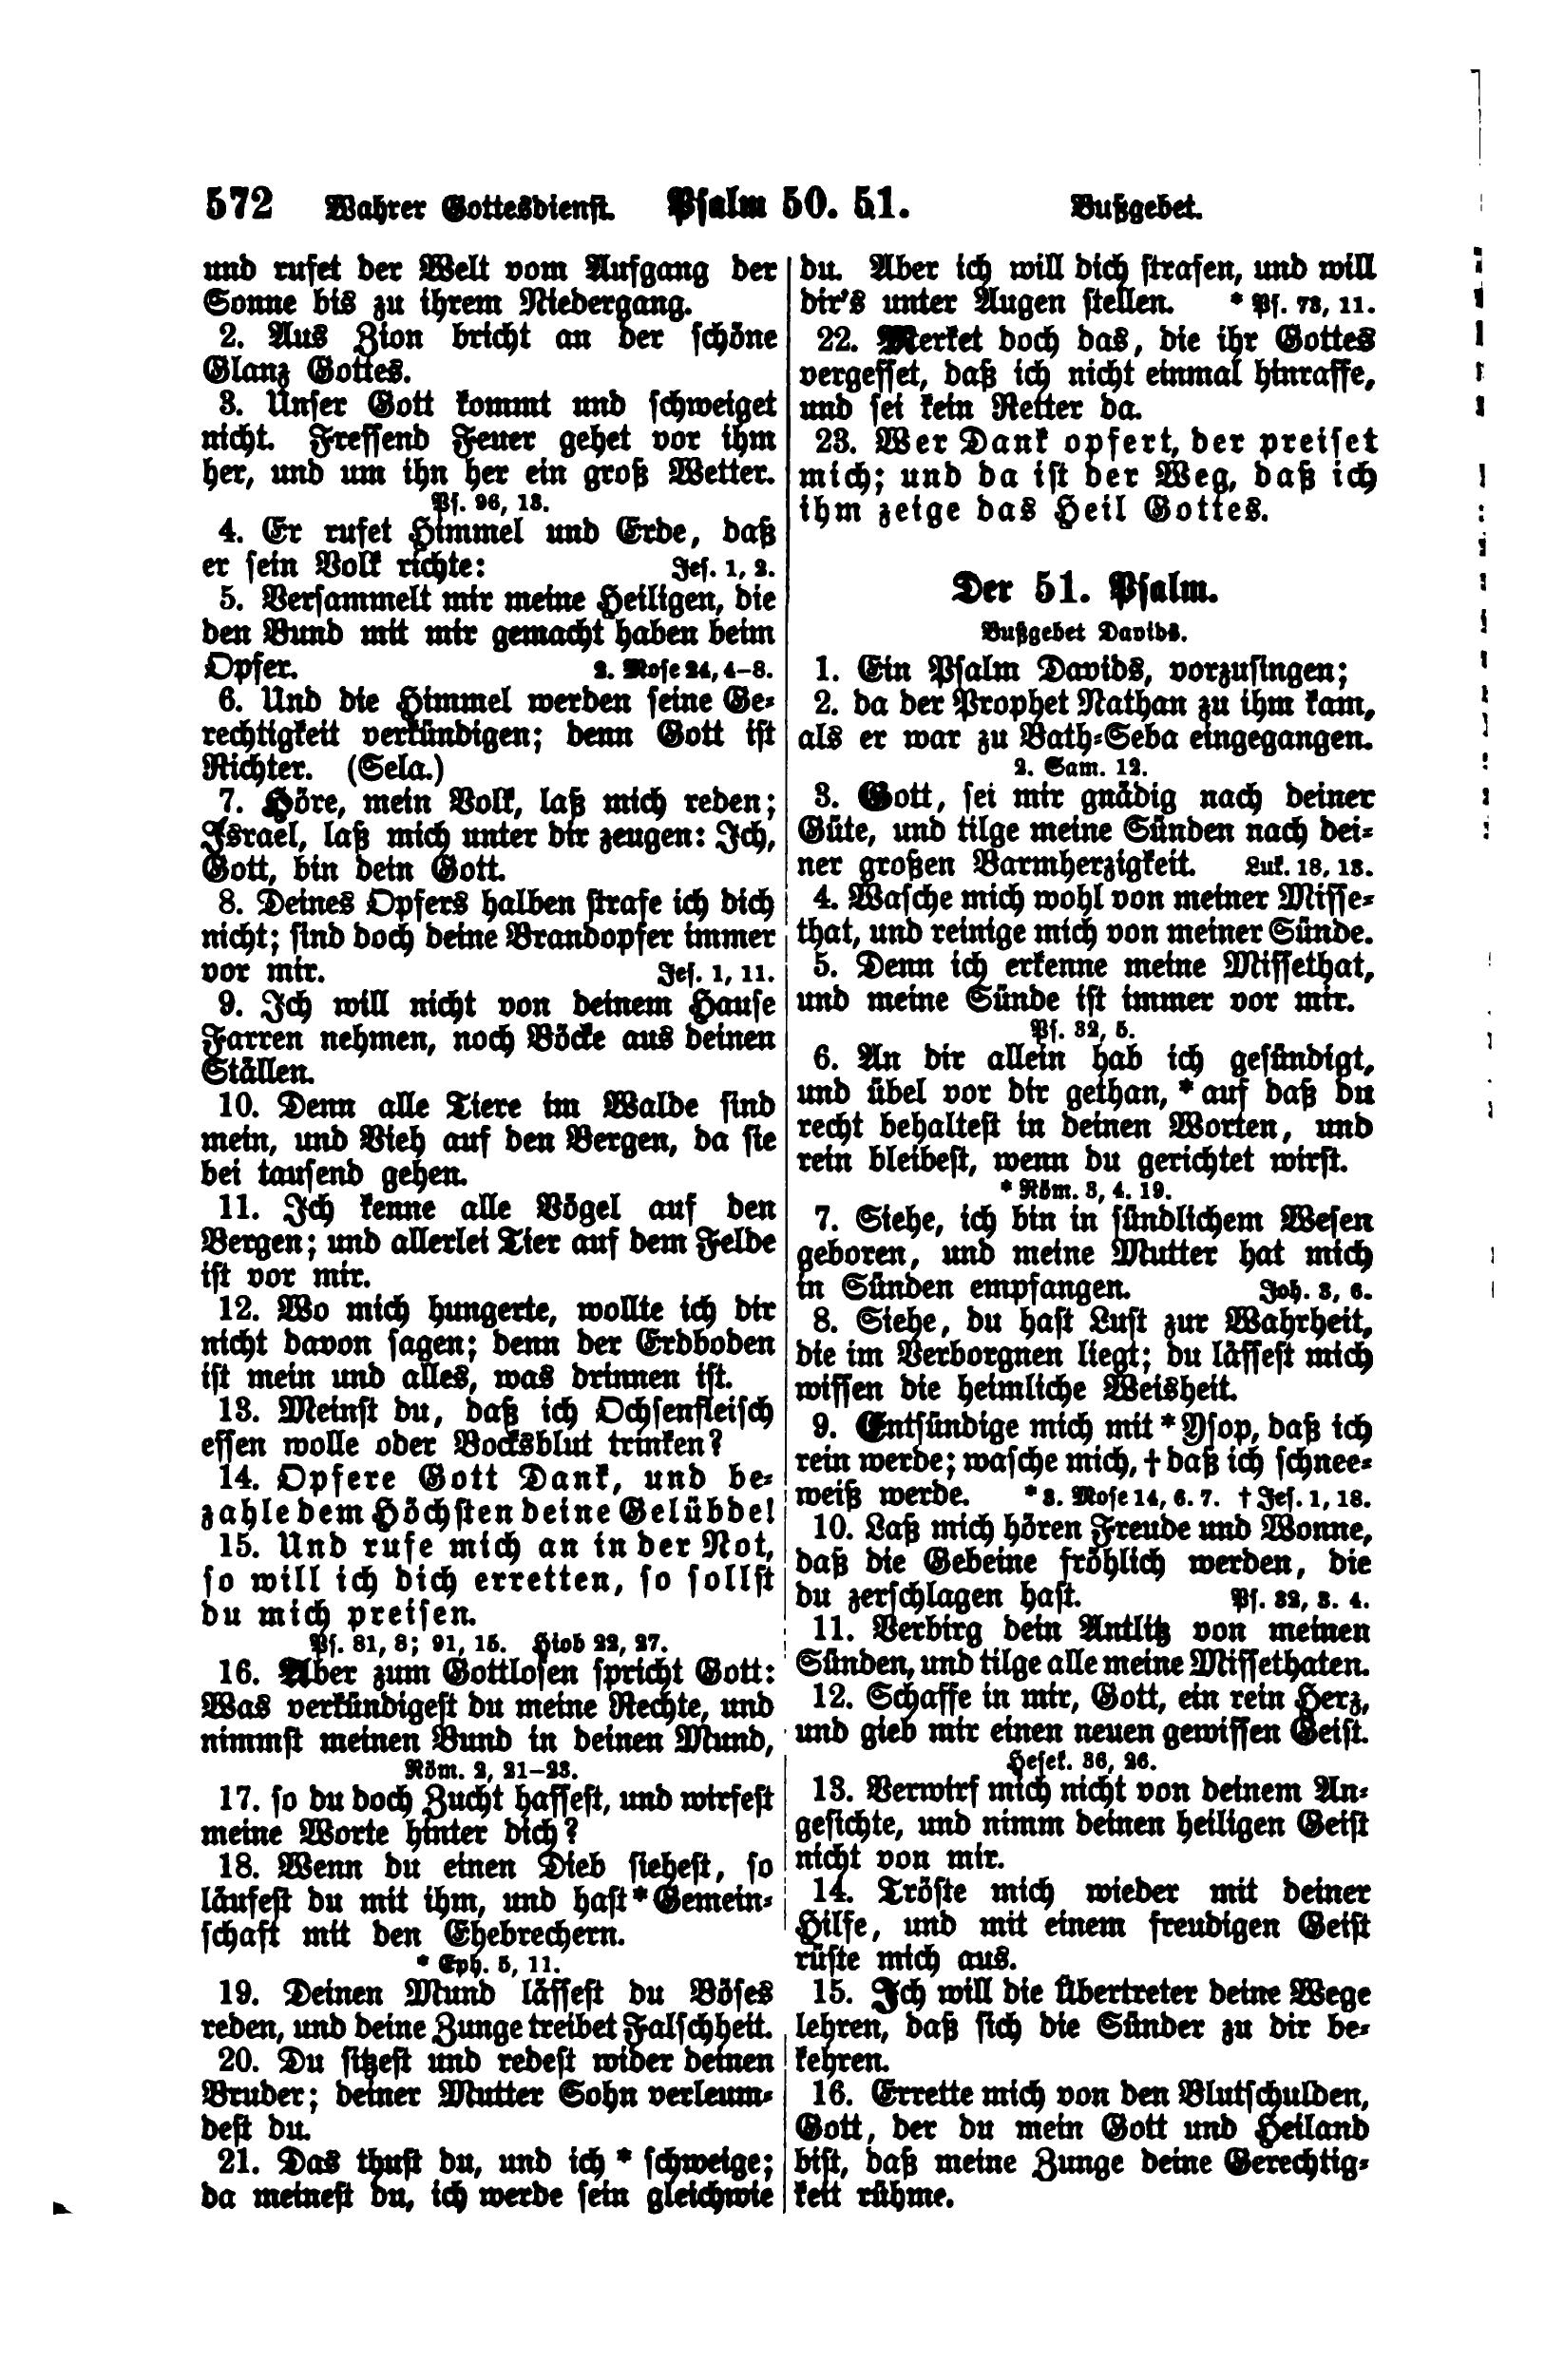 572 Wahrer Gottesdienst. Psalm 50. 51. Bußgebet.
und rufet der Welt vom Aufgang der
Sonne bis zu ihrem Niedergang.
2. Aus Zion bricht an der schöne
Glanz Gottes.
3. Unser Gott kommt und schweiget
nicht. Fressend Feuer gehet vor ihm
her, und um ihn her ein groß Wetter.
Ps. 96, 13.
4. Er rufet Himmel und Erde, daß
er sein Volk richte: Jes. 1, 2.
5. Versammelt mir meine Heiligen, die
den Bund mit mir gemacht haben beim
Opfer. 2. Mose 24, 4–8.
6. Und die Himmel werden seine Ge-
rechtigkeit verkündigen; denn Gott ist
Richter. (Sela.)
7. Höre, mein Volk, laß mich reden;
Israel, laß mich unter dir zeugen: Ich,
Gott, bin dein Gott.
8. Deines Opfers halben strafe ich dich
nicht; sind doch deine Brandopfer immer
vor mir. Jes. 1, 11.
9. Ich will nicht von deinem Hause
Farren nehmen, noch Böcke aus deinen
Ställen.
10. Denn alle Tiere im Walde sind
mein, und Vieh auf den Bergen, da sie
bei tausend gehen.
11. Ich kenne alle Vögel auf den
Bergen; und allerlei Tier auf dem Felde
ist vor mir.
12. Wo mich hungerte, wollte ich dir
nicht davon sagen; denn der Erdboden
ist mein und alles, was drinnen ist.
13. Meinst du, daß ich Ochsenfleisch
essen wolle oder Bocksblut trinken?
14. Opfere Gott Dank, und be-
zahle dem Höchsten deine Gelübde!
15. Und rufe mich an in der Not,
so will ich dich erretten, so sollst
du mich preisen.
Ps. 81, 8; 91, 15. Hiob 22, 27.
16. Aber zum Gottlosen spricht Gott:
Was verkündigest du meine Rechte, und
nimmst meinen Bund in deinen Mund,
Röm. 2, 21–23.
17. so du doch Zucht hassest, und wirfest
meine Worte hinter dich?
18. Wenn du einen Dieb siehest, so
läufest du mit ihm, und hast * Gemein-
schaft mit den Ehebrechern.
* Eph. 5, 11.
19. Deinen Mund lässest du Böses
reden, und deine Zunge treibet Falschheit.
20. Du sitzest und redest wider deinen
Bruder; deiner Mutter Sohn verleum-
dest du.
21. Das thust du, und ich * schweige;
da meinest du, ich werde sein gleichwie
du. Aber ich will dich strafen, und will
dir's unter Augen stellen. * Ps. 73, 11.
22. Merket doch das, die ihr Gottes
vergesset, daß ich nicht einmal hinraffe,
und sei kein Retter da.
23. Wer Dank opfert, der preiset
mich; und da ist der Weg, daß ich
ihm zeige das Heil Gottes.
Der 51. Psalm.
Bußgebet Davids.
1. Ein Psalm Davids, vorzusingen;
2. da der Prophet Nathan zu ihm kam,
als er war zu Bath-Seba eingegangen.
2. Sam. 12.
3. Gott, sei mir gnädig nach deiner
Güte, und tilge meine Sünden nach dei-
ner großen Barmherzigkeit. Luk. 18, 13.
4. Wasche mich wohl von meiner Misse-
that, und reinige mich von meiner Sünde.
5. Denn ich erkenne meine Missethat,
und meine Sünde ist immer vor mir.
Ps. 32, 5.
6. An dir allein hab ich gesündigt,
und übel vor dir gethan, * auf daß du
recht behaltest in deinen Worten, und
rein bleibest, wenn du gerichtet wirst.
* Röm. 3, 4. 19.
7. Siehe, ich bin in sündlichem Wesen
geboren, und meine Mutter hat mich
in Sünden empfangen. Joh. 3, 6.
8. Siehe, du hast Lust zur Wahrheit,
die im Verborgnen liegt; du lässest mich
wissen die heimliche Weisheit.
9. Entsündige mich mit * Ysop, daß ich
rein werde; wasche mich, † daß ich schnee-
weiß werde. * 3. Mose 14, 6. 7. † Jes. 1, 18.
10. Laß mich hören Freude und Wonne,
daß die Gebeine fröhlich werden, die
du zerschlagen hast. Ps. 32, 3. 4.
11. Verbirg dein Antlitz von meinen
Sünden, und tilge alle meine Missethaten.
12. Schaffe in mir, Gott, ein rein Herz,
und gieb mir einen neuen gewissen Geist.
Hesek. 36, 26.
13. Verwirf mich nicht von deinem An-
gesichte, und nimm deinen heiligen Geist
nicht von mir.
14. Tröste mich wieder mit deiner
Hilfe, und mit einem freudigen Geist
rüste mich aus.
15. Ich will die Übertreter deine Wege
lehren, daß sich die Sünder zu dir be-
kehren.
16. Errette mich von den Blutschulden,
Gott, der du mein Gott und Heiland
bist, daß meine Zunge deine Gerechtig-
keit rühme.